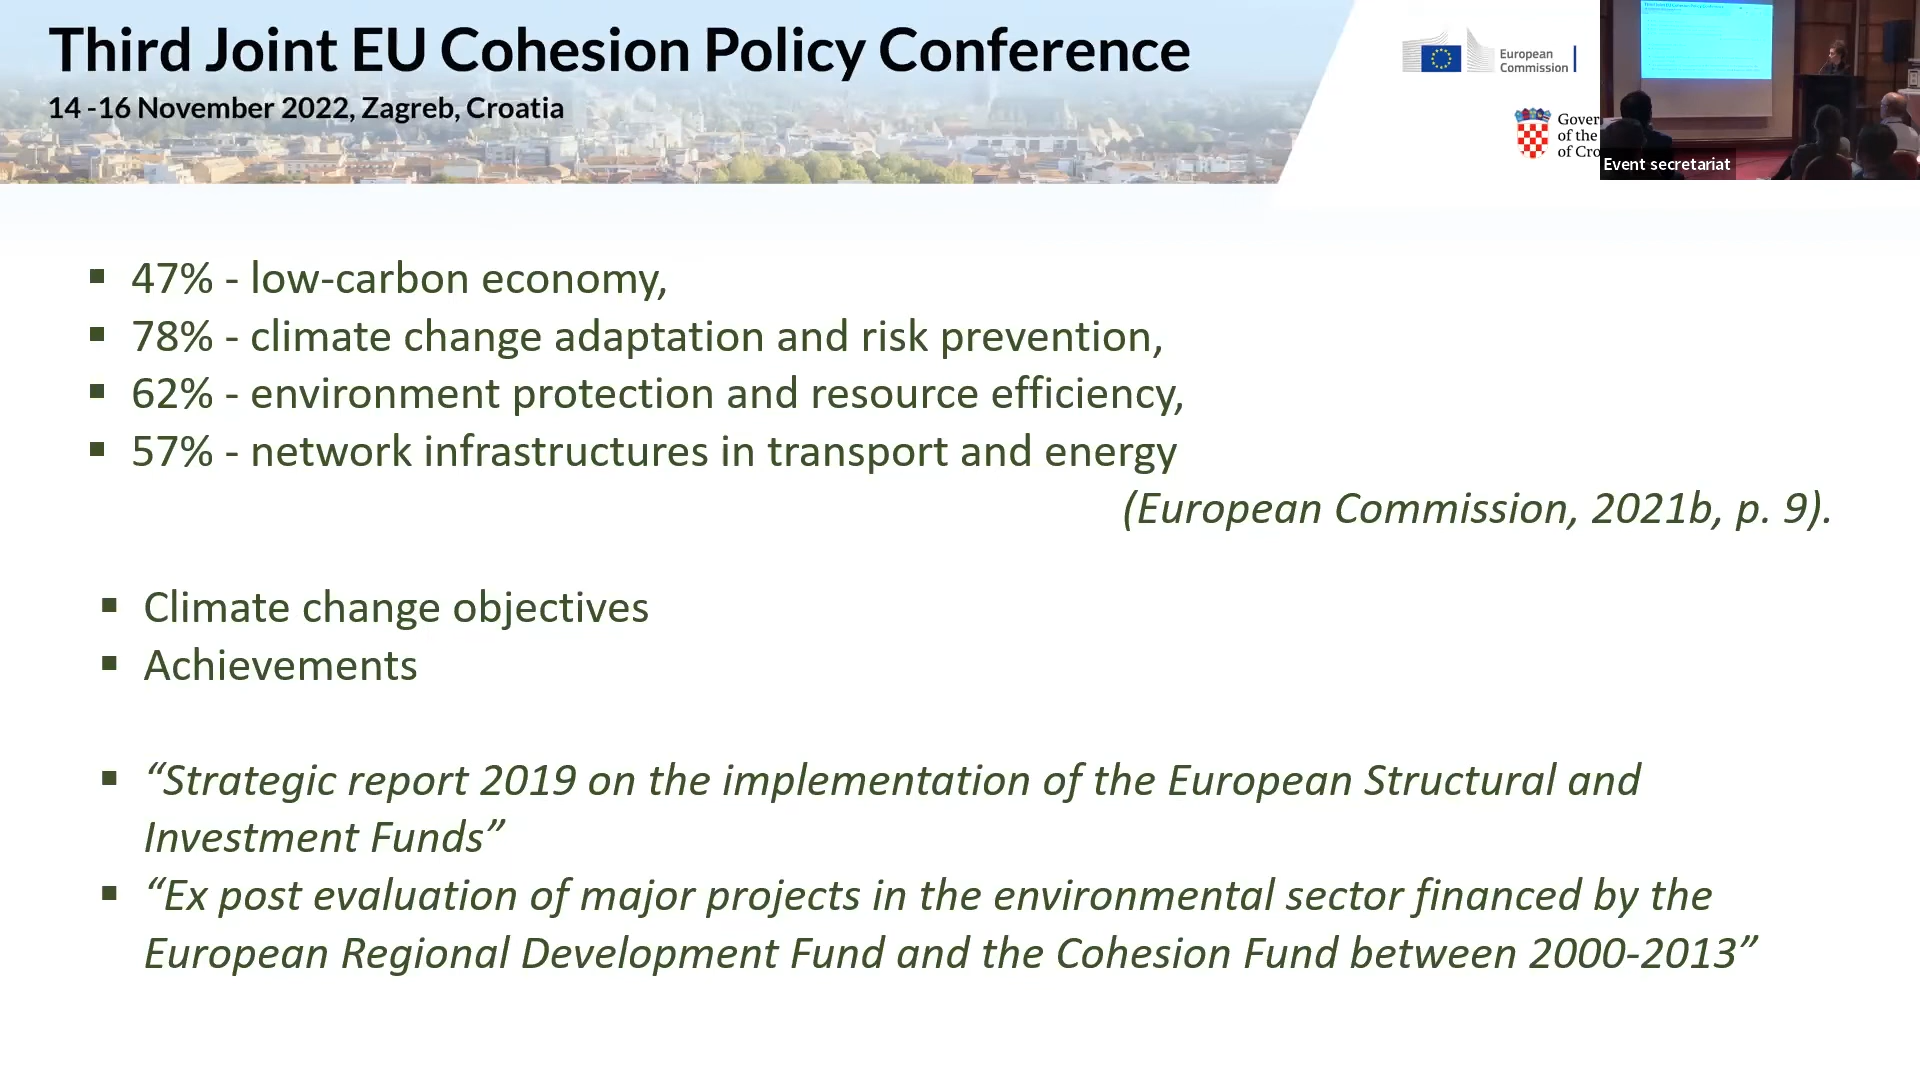 Third Joint EU Cohesion Policy Conference
14 -16 November 2022, Zagreb, Croatia
European
Commission
of the
Event secretariat
▪ 47% - low-carbon economy,
▪ 78% - climate change adaptation and risk prevention,
▪ 62% - environment protection and resource efficiency,
▪ 57% - network infrastructures in transport and energy
(European Commission, 2021b, p. 9).
▪ Climate change objectives
▪ Achievements
▪ “Strategic report 2019 on the implementation of the European Structural and
Investment Funds”
▪ “Ex post evaluation of major projects in the environmental sector financed by the
European Regional Development Fund and the Cohesion Fund between 2000-2013”